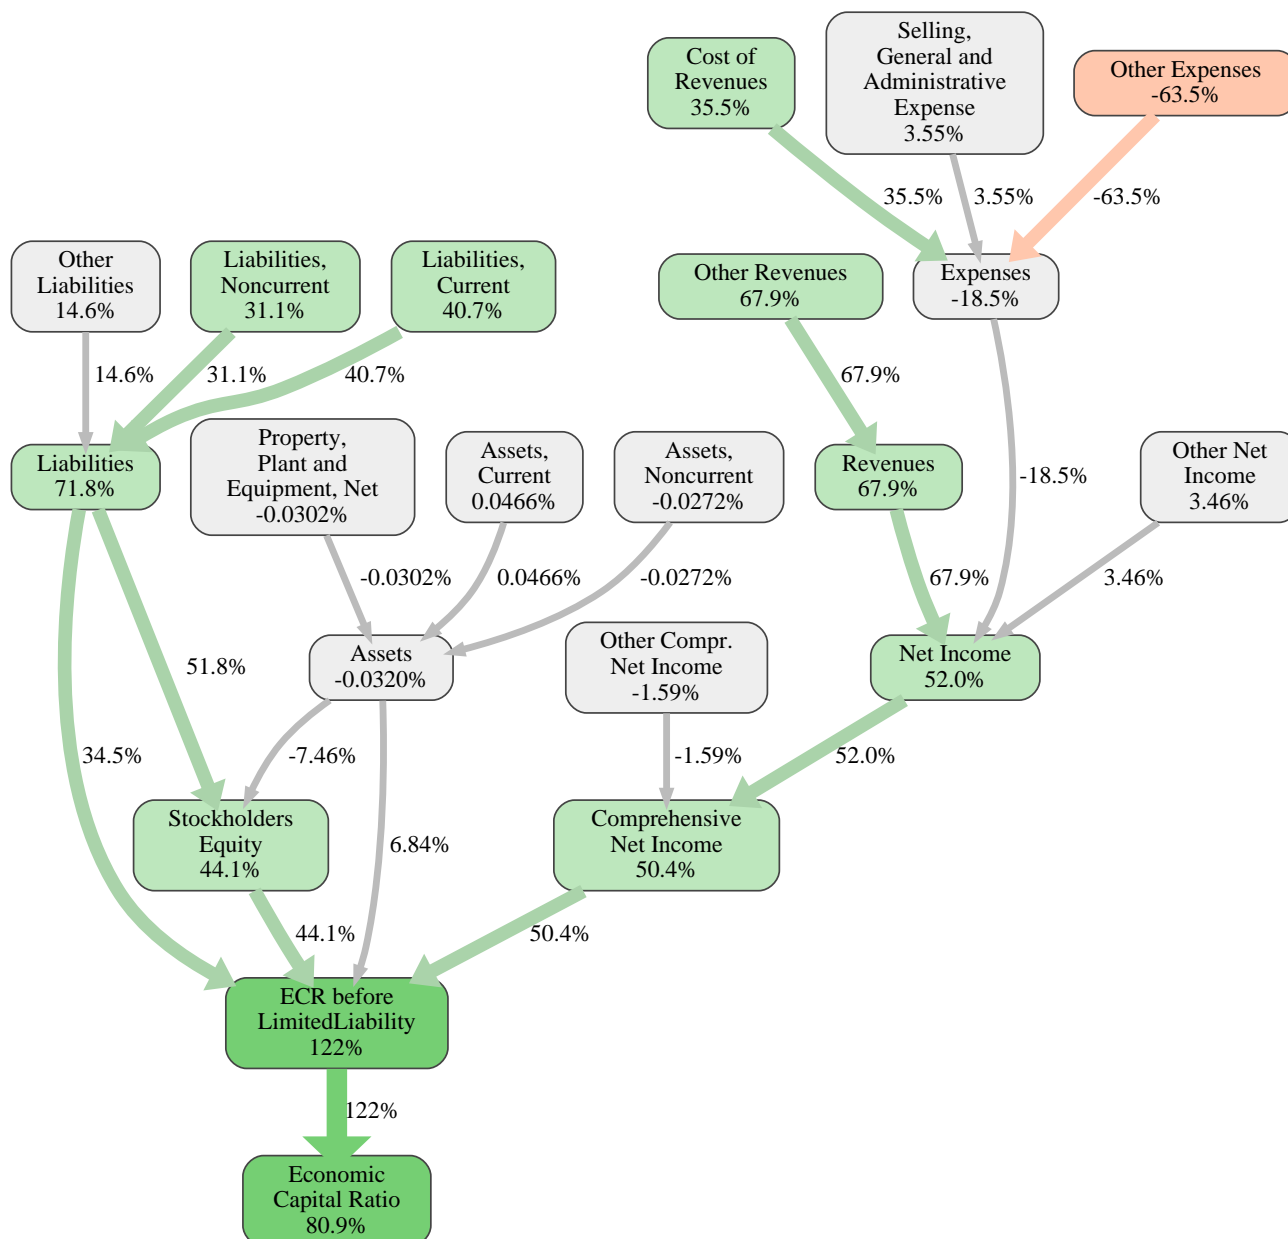 Selling,
General and
Administrative
Expense
3.55%
Cost of
Revenues
35.5%
Other Expenses
-63.5%
35.5%
3.55%
-63.5%
Other
Liabilities
14.6%
Liabilities,
Noncurrent
31.1%
Liabilities,
Current
40.7%
Other Revenues
67.9%
Expenses
-18.5%
14.6%
31.1%
40.7%
67.9%
Liabilities
71.8%
Property,
Plant and
Equipment, Net
-0.0302%
Assets,
Current
0.0466%
Assets,
Noncurrent
-0.0272%
Revenues
67.9%
-18.5%
Other Net
Income
3.46%
-0.0302%
0.0466%
-0.0272%
67.9%
3.46%
51.8%
Assets
-0.0320%
Other Compr.
Net Income
-1.59%
Net Income
52.0%
34.5%
-7.46%
-1.59%
52.0%
Stockholders
Equity
44.1%
6.84%
Comprehensive
Net Income
50.4%
44.1%
50.4%
ECR before
LimitedLiability
122%
122%
Economic
Capital Ratio
80.9%